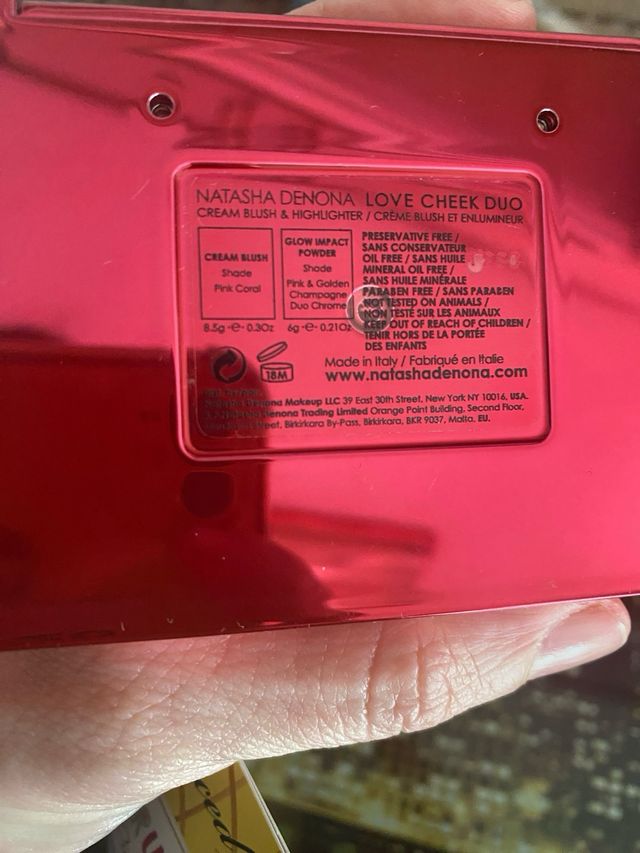 NATASHA DENONA LOVE CHEEK DUO
CREAM BLUSH & HIGHLIGHTER / CRÈME BLUSH ET ENLUMINEUR
CREAM BLUSH
Shade
Pink Coral
8.5g ℮ 0.30z
GLOW IMPACT
POWDER
Shade
Pink & Golden
Champagne
Duo Chrome
6g ℮ 0.21Oz
PRESERVATIVE FREE /
SANS CONSERVATEUR
OIL FREE / SANS HUILE
MINERAL OIL FREE /
SANS HUILE MINÉRALE
PARABEN FREE / SANS PARABEN
NOT TESTED ON ANIMALS /
NON TESTÉ SUR LES ANIMAUX
KEEP OUT OF REACH OF CHILDREN /
TENIR HORS DE LA PORTÉE
DES ENFANTS
18M
Made in Italy / Fabriqué en Italie
www.natashadenona.com
Makeup LLC 39 East 30th Street, New York NY 10016, USA.
Denona Trading Limited Orange Point Building, Second Floor,
Street, Birkirkara By-Pass, Birkirkara, BKR 9037, Malta. EU.